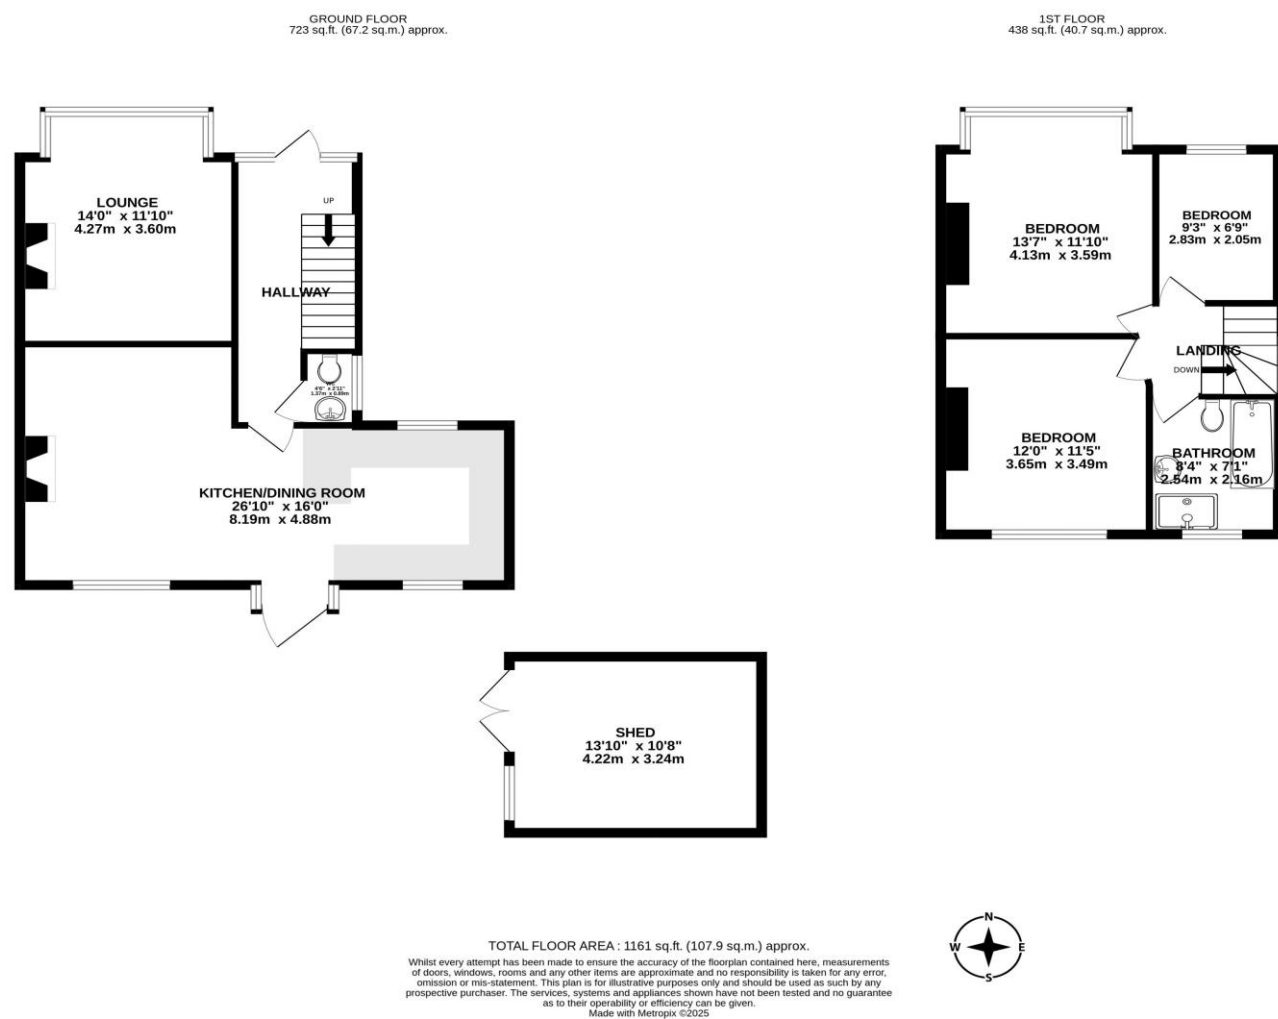 GROUND FLOOR
723 sq.ft. (67.2 sq.m.) approx.
1ST FLOOR
438 sq.ft. (40.7 sq.m.) approx.
LOUNGE
14'0" x 11'10"
4.27m x 3.60m
UP
HALLWAY
WC
4'6" x 2'11"
1.37m x 0.89m
KITCHEN/DINING ROOM
26'10" x 16'0"
8.19m x 4.88m
BEDROOM
13'7" x 11'10"
4.13m x 3.59m
BEDROOM
9'3" x 6'9"
2.83m x 2.05m
LANDING
DOWN
BEDROOM
12'0" x 11'5"
3.65m x 3.49m
BATHROOM
8'4" x 7'1"
2.54m x 2.16m
SHED
13'10" x 10'8"
4.22m x 3.24m
N
W E
S
TOTAL FLOOR AREA : 1161 sq.ft. (107.9 sq.m.) approx.
Whilst every attempt has been made to ensure the accuracy of the floorplan contained here, measurements
of doors, windows, rooms and any other items are approximate and no responsibility is taken for any error,
omission or mis-statement. This plan is for illustrative purposes only and should be used as such by any
prospective purchaser. The services, systems and appliances shown have not been tested and no guarantee
as to their operability or efficiency can be given.
Made with Metropix ©2025